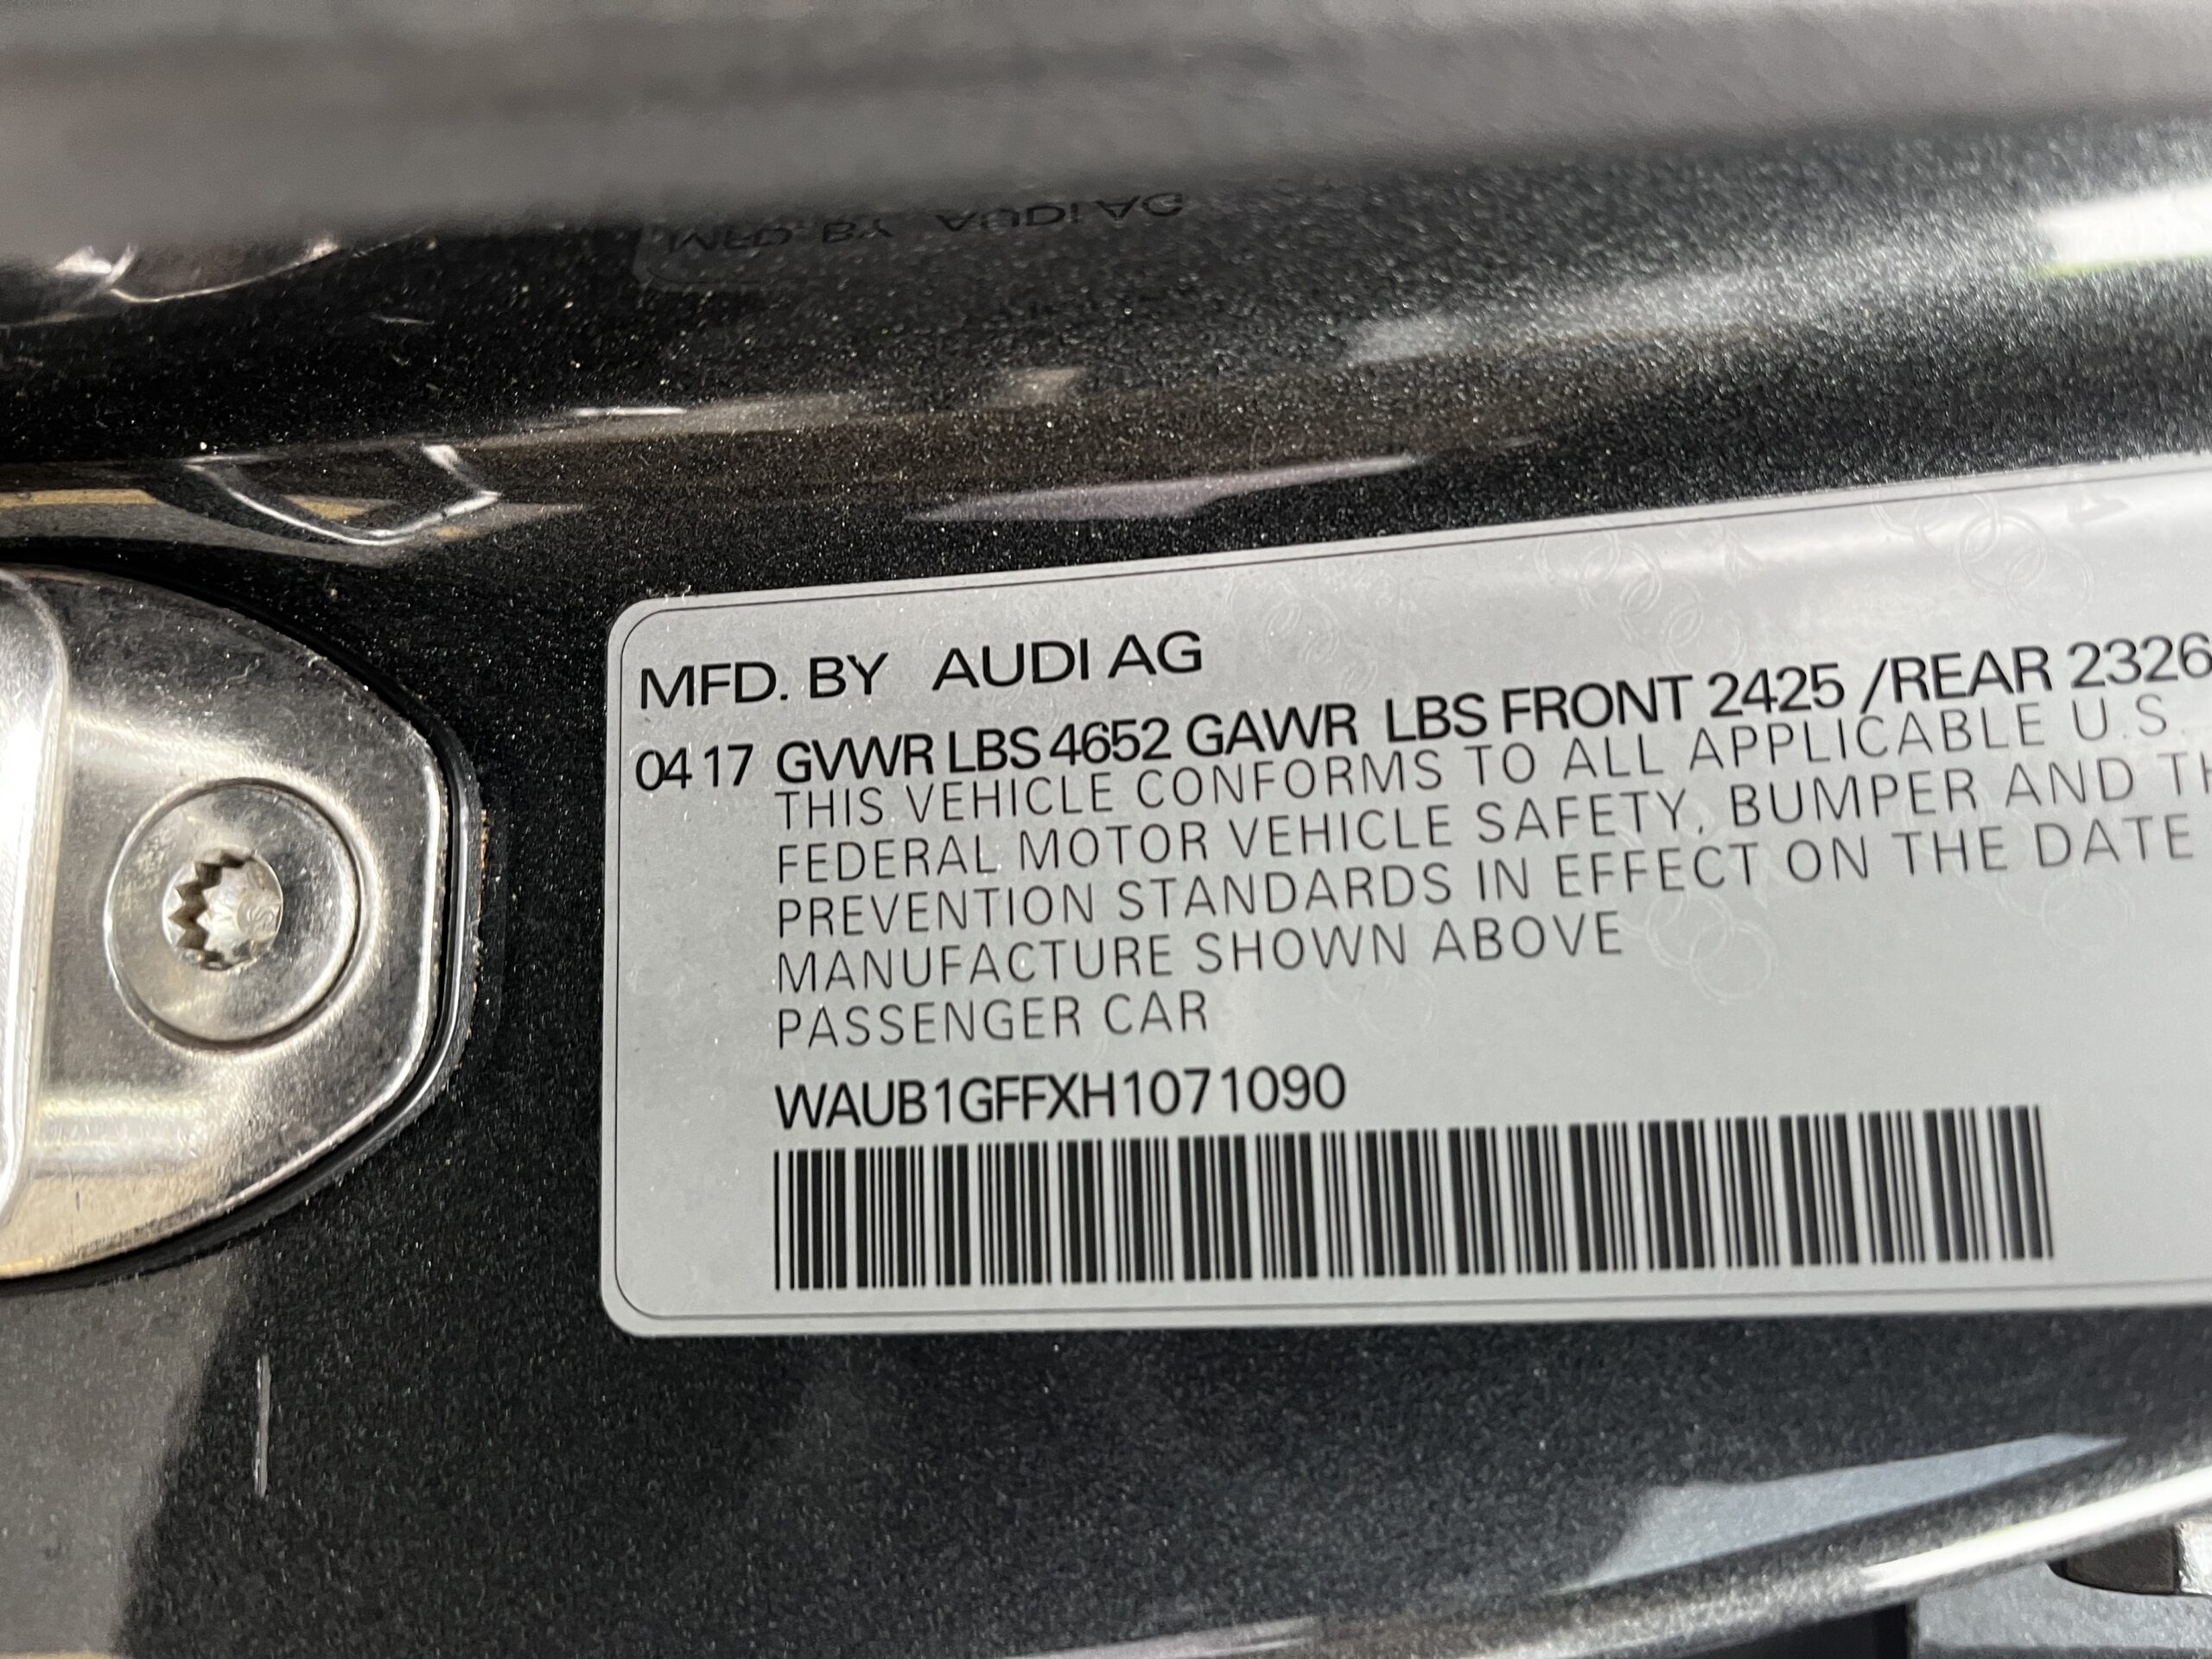 MFD. BY AUDI AG
MFD. BY AUDI AG
04 17 GVWR LBS 4652 GAWR LBS FRONT 2425 /REAR 2326
THIS VEHICLE CONFORMS TO ALL APPLICABLE U.S.
FEDERAL MOTOR VEHICLE SAFETY, BUMPER AND TH
PREVENTION STANDARDS IN EFFECT ON THE DATE
MANUFACTURE SHOWN ABOVE
PASSENGER CAR
WAUB1GFFXH1071090